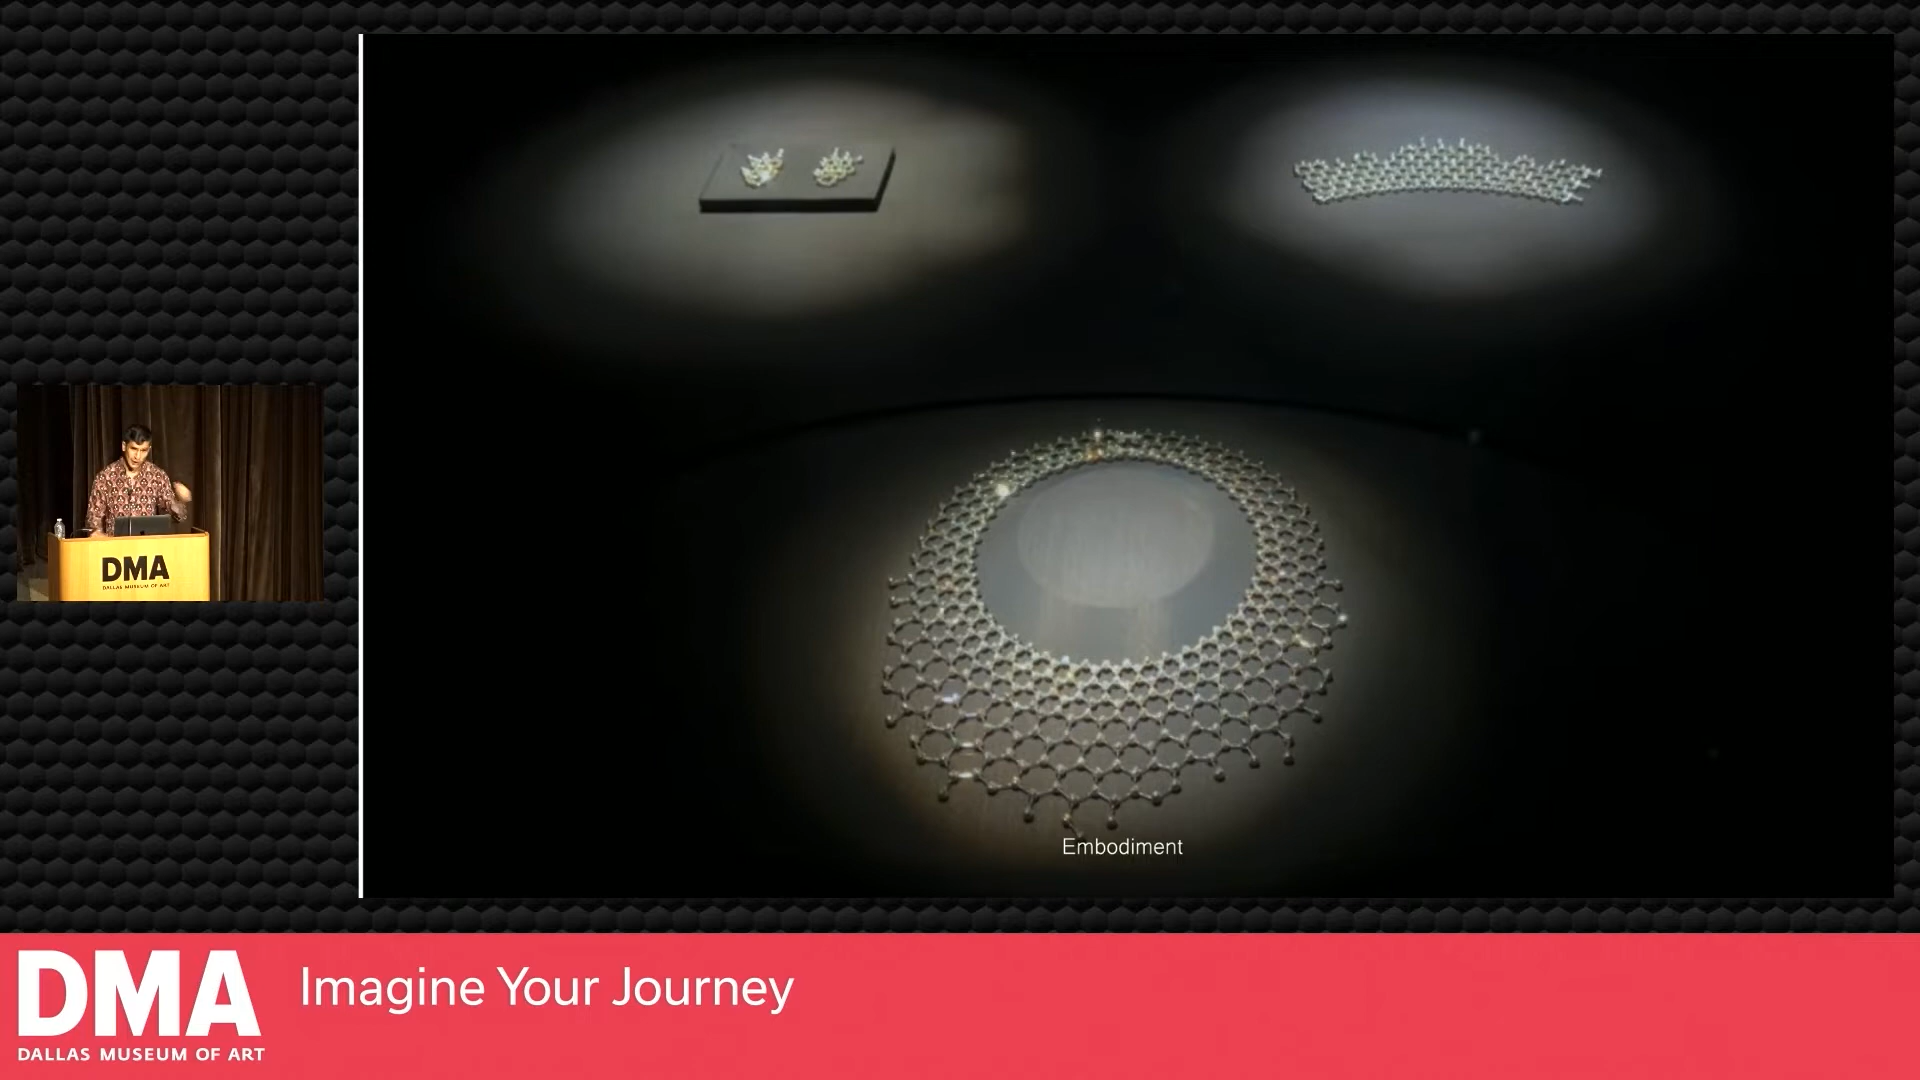 Embodiment
DMA
DALLAS MUSEUM OF ART
DMA
DALLAS MUSEUM OF ART
Imagine Your Journey